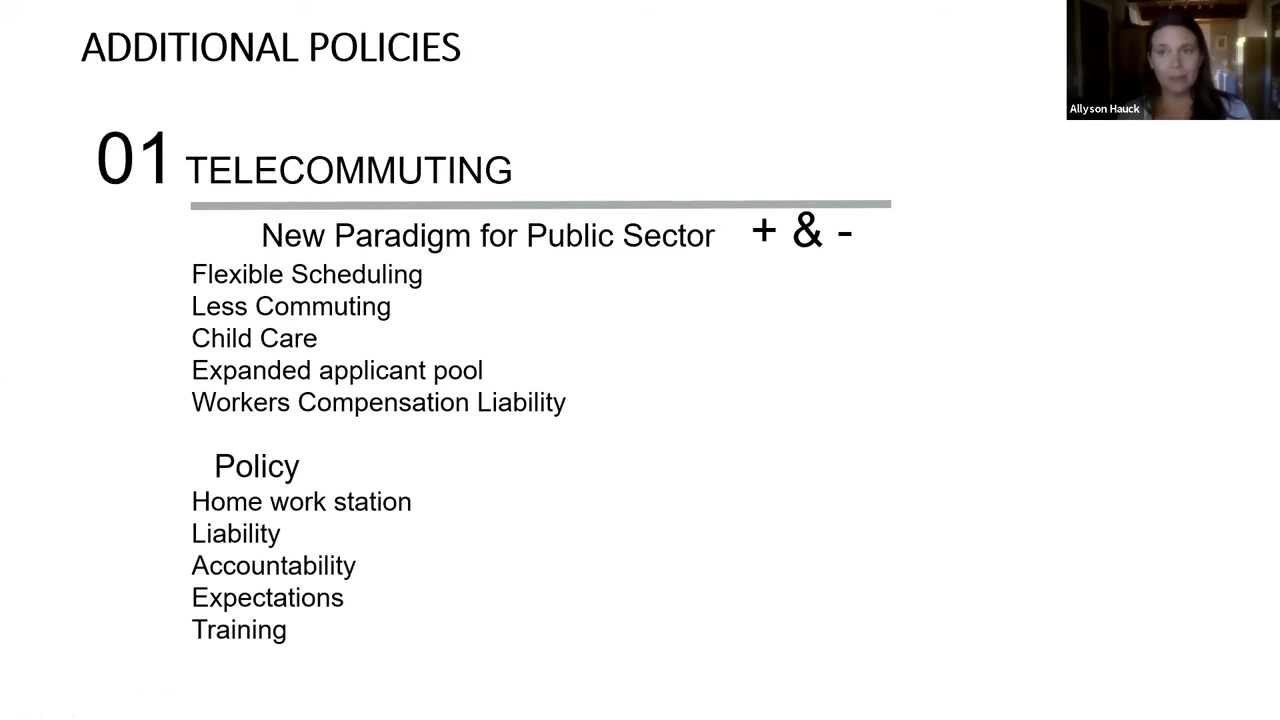 ADDITIONAL POLICIES
Allyson Hauck
01 TELECOMMUTING
New Paradigm for Public Sector + & -
Flexible Scheduling
Less Commuting
Child Care
Expanded applicant pool
Workers Compensation Liability
Policy
Home work station
Liability
Accountability
Expectations
Training